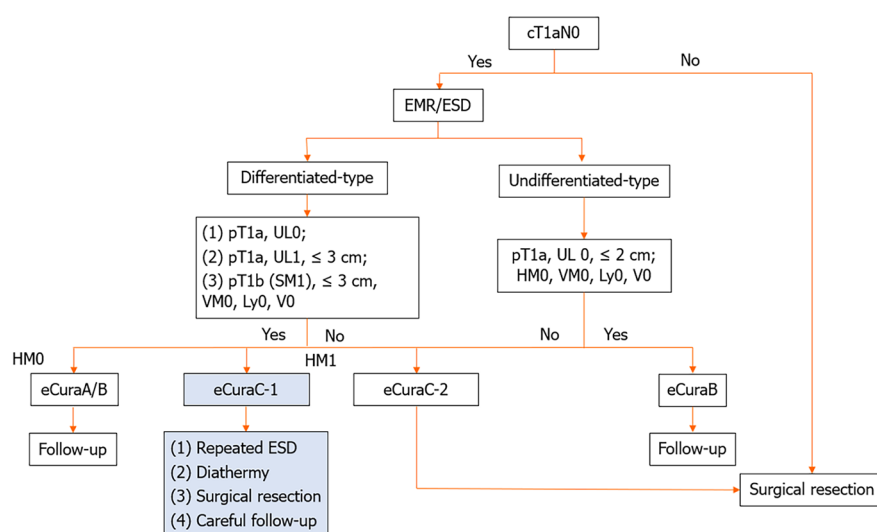 cT1aN0
Yes
No
EMR/ESD
Differentiated-type
Undifferentiated-type
(1) pT1a, UL0;
(2) pT1a, UL1, ≤ 3 cm;
(3) pT1b (SM1), ≤ 3 cm,
VM0, Ly0, V0
pT1a, UL 0, ≤ 2 cm;
HM0, VM0, Ly0, V0
Yes
No
No
Yes
HM0
HM1
eCuraA/B
eCuraC-1
eCuraC-2
eCuraB
Follow-up
(1) Repeated ESD
(2) Diathermy
(3) Surgical resection
(4) Careful follow-up
Follow-up
Surgical resection